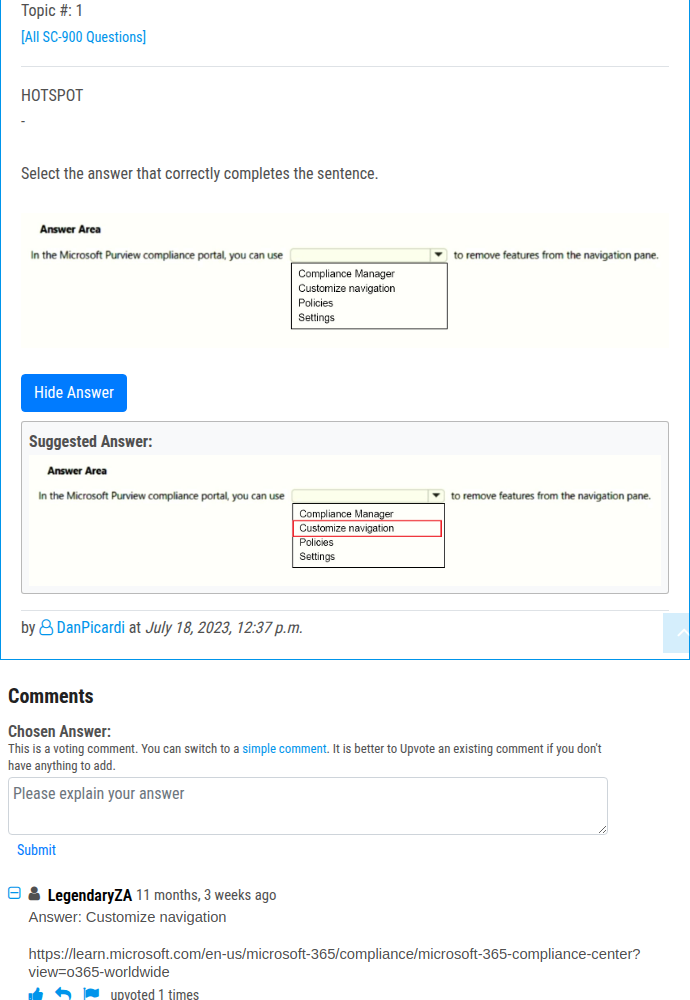 Topic #: 1
[All SC-900 Questions]
HOTSPOT
-
Select the answer that correctly completes the sentence.
Answer Area
In the Microsoft Purview compliance portal, you can use to remove features from the navigation pane.
Compliance Manager
Customize navigation
Policies
Settings
Hide Answer
Suggested Answer:
Answer Area
In the Microsoft Purview compliance portal, you can use to remove features from the navigation pane.
Compliance Manager
Customize navigation
Policies
Settings
by DanPicardi at July 18, 2023, 12:37 p.m.
Comments
Chosen Answer:
This is a voting comment. You can switch to a simple comment. It is better to Upvote an existing comment if you don't
have anything to add.
Please explain your answer
Submit
LegendaryZA 11 months, 3 weeks ago
Answer: Customize navigation
https://learn.microsoft.com/en-us/microsoft-365/compliance/microsoft-365-compliance-center?
view=o365-worldwide
upvoted 1 times